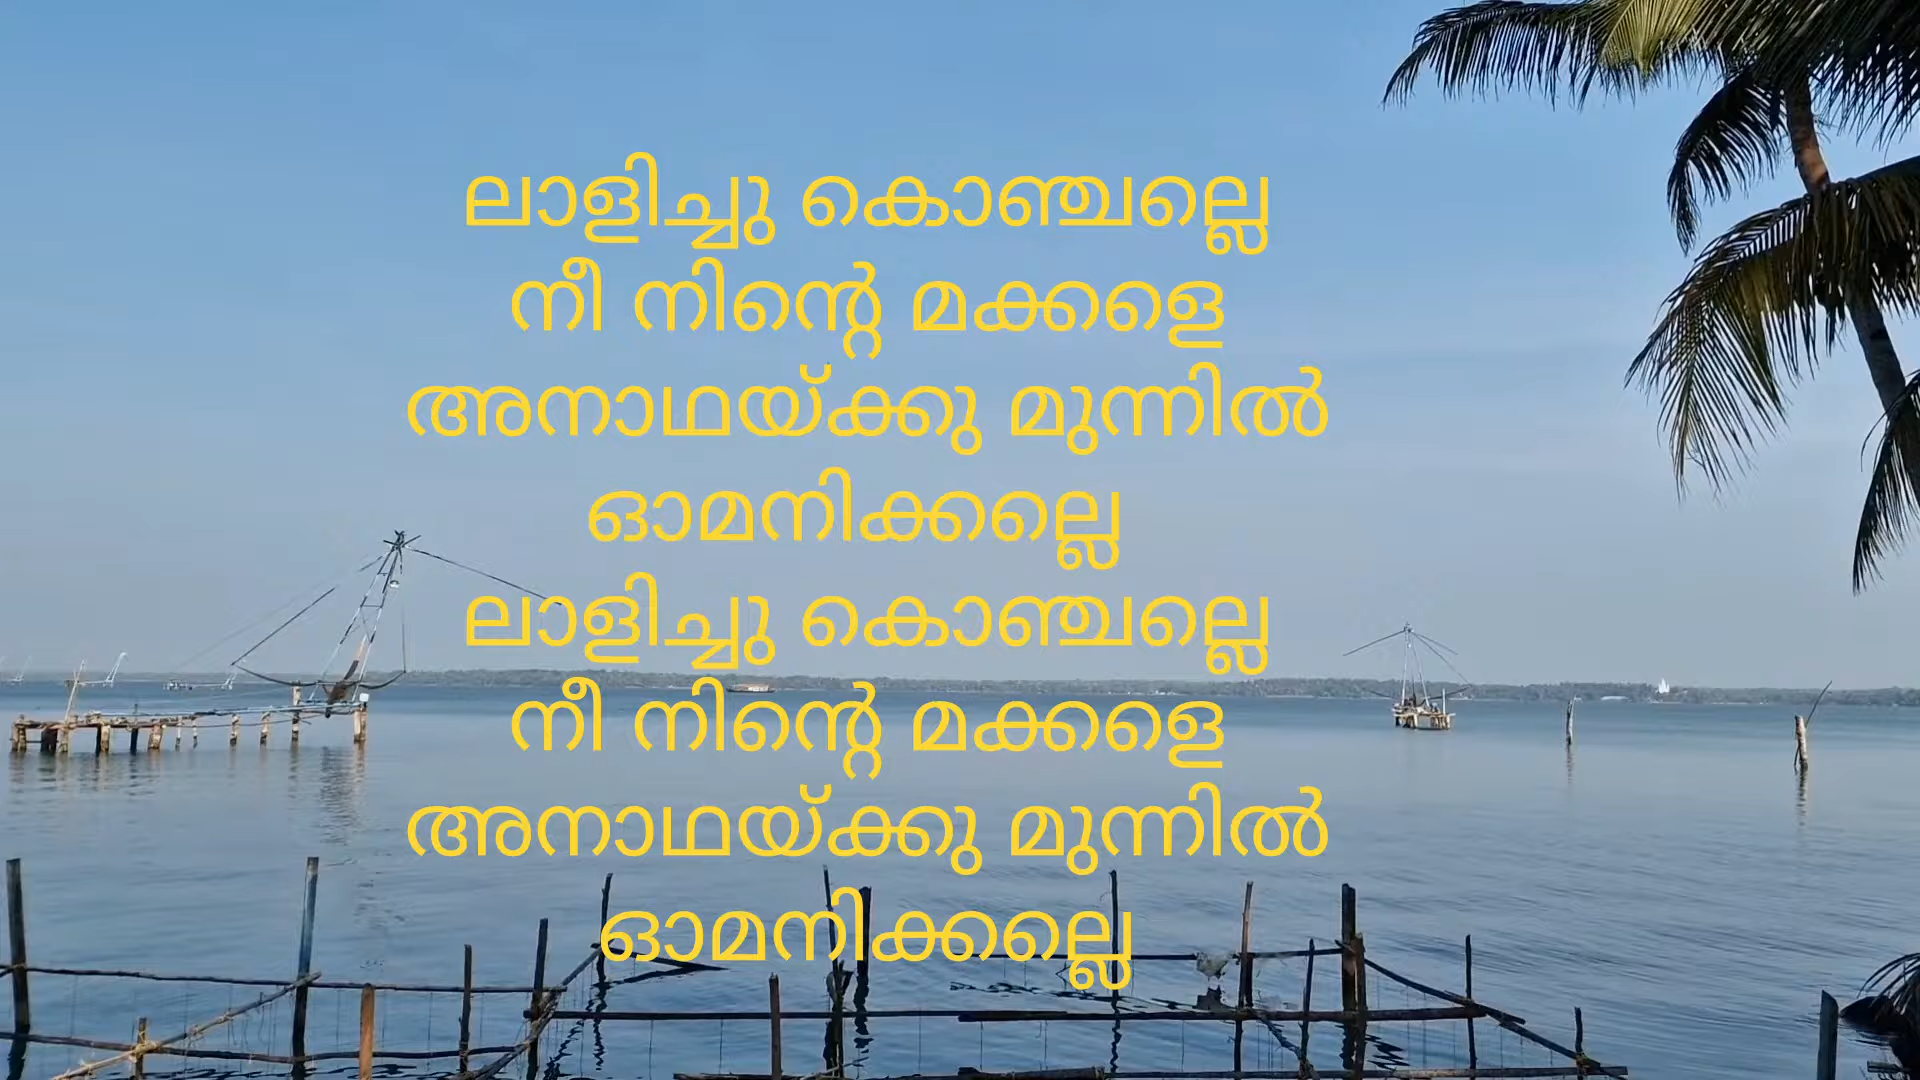 ലാളിച്ചു കൊഞ്ചല്ലെ
നീ നിന്റെ മക്കളെ
അനാഥയ്ക്കു മുന്നിൽ
ഓമനിക്കല്ലെ
ലാളിച്ചു കൊഞ്ചല്ലെ
നീ നിന്റെ മക്കളെ
അനാഥയ്ക്കു മുന്നിൽ
ഓമനിക്കല്ലെ